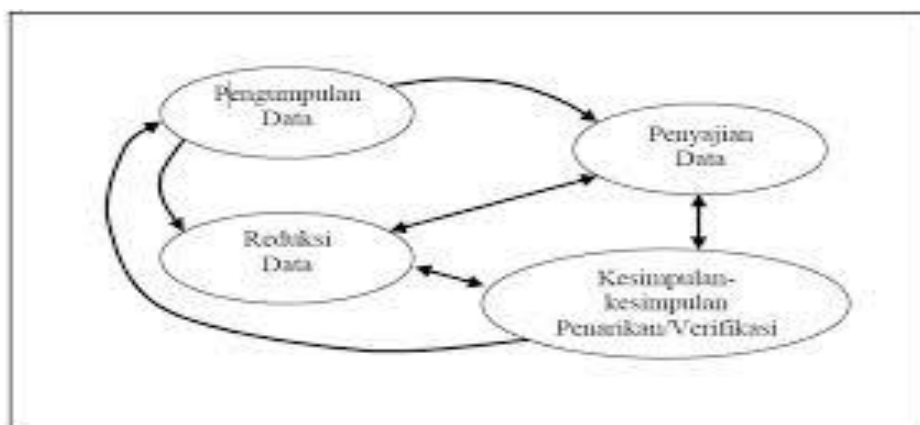 Pengumpulan
Data
Penyajian
Data
Reduksi
Data
Kesimpulan-
kesimpulan
Penarikan/Verifikasi